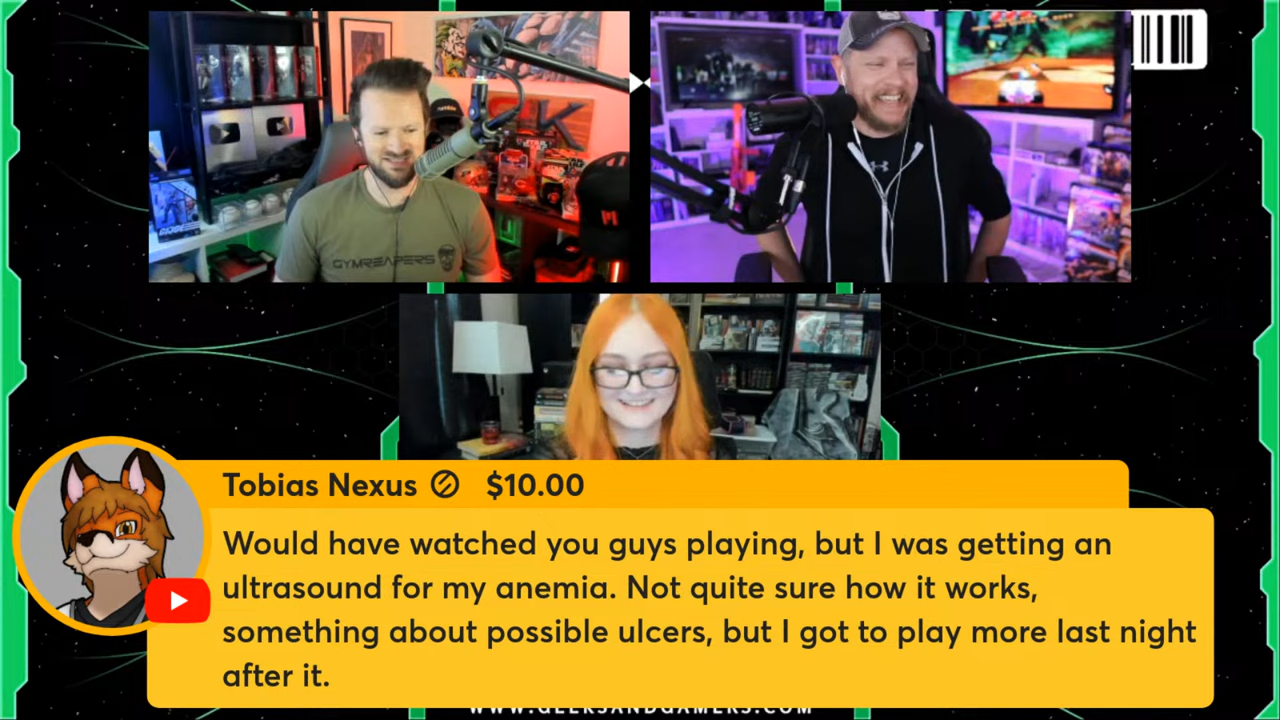 GYMREAPERS
Tobias Nexus $10.00
Would have watched you guys playing, but I was getting an
ultrasound for my anemia. Not quite sure how it works,
something about possible ulcers, but I got to play more last night
after it.
WWW.GEEKSANDGAMERS.COM